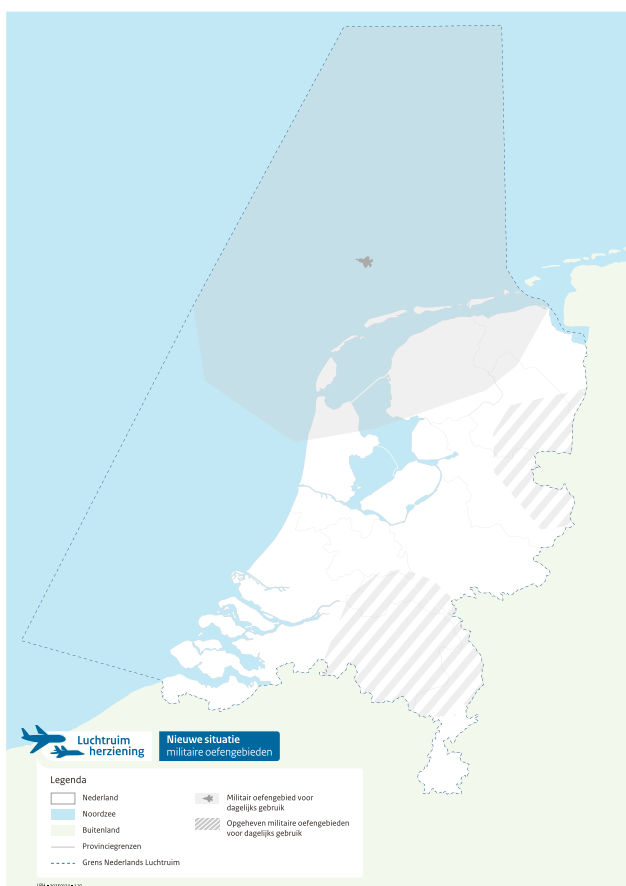 Luchtruim
herziening
Nieuwe situatie
militaire oefengebieden
Legenda
Nederland
Noordzee
Buitenland
Provinciegrenzen
Grens Nederlands Luchtruim
Militair oefengebied voor
dagelijks gebruik
Opgeheven militaire oefengebieden
voor dagelijks gebruik